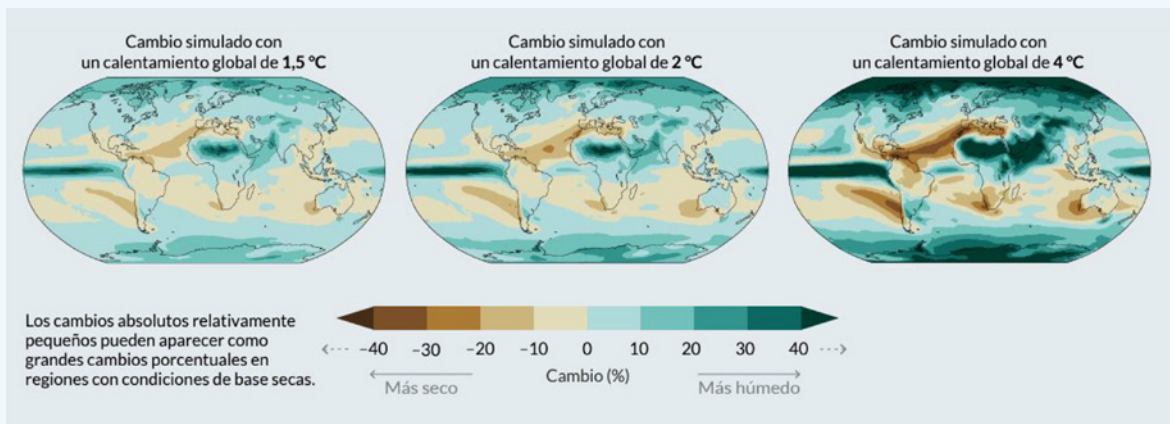 Cambio simulado con
un calentamiento global de 1,5 °C
Cambio simulado con
un calentamiento global de 2 °C
Cambio simulado con
un calentamiento global de 4 °C
Los cambios absolutos relativamente
pequeños pueden aparecer como
grandes cambios porcentuales en
regiones con condiciones de base secas.
−40 −30 −20 −10 0 10 20 30 40
Cambio (%)
Más seco
Más húmedo